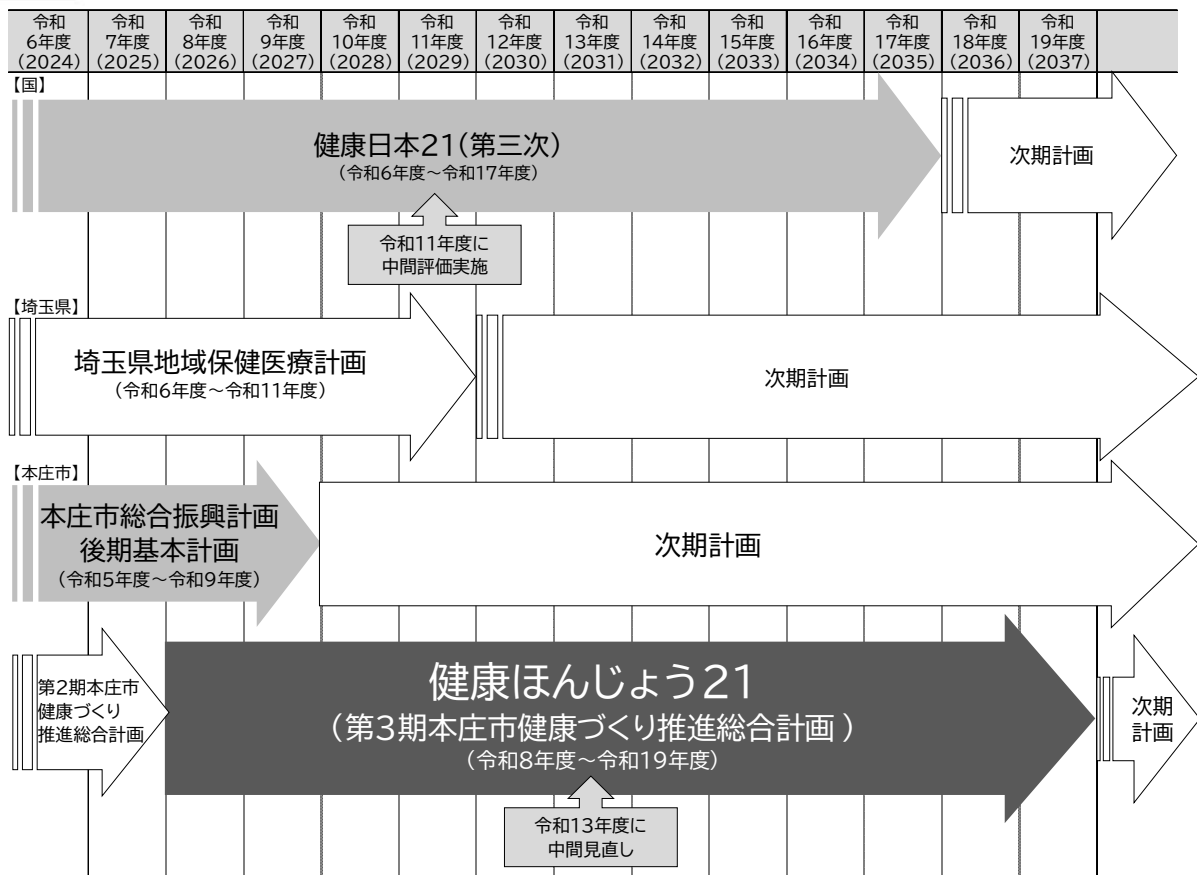 令和
6年度
(2024)
令和
7年度
(2025)
令和
8年度
(2026)
令和
9年度
(2027)
令和
10年度
(2028)
令和
11年度
(2029)
令和
12年度
(2030)
令和
13年度
(2031)
令和
14年度
(2032)
令和
15年度
(2033)
令和
16年度
(2034)
令和
17年度
(2035)
令和
18年度
(2036)
令和
19年度
(2037)
【国】
健康日本21(第三次)
(令和6年度～令和17年度)
次期計画
令和11年度に
中間評価実施
【埼玉県】
埼玉県地域保健医療計画
(令和6年度～令和11年度)
次期計画
【本庄市】
本庄市総合振興計画
後期基本計画
(令和5年度～令和9年度)
次期計画
第2期本庄市
健康づくり
推進総合計画
健康ほんじょう21
(第3期本庄市健康づくり推進総合計画)
(令和8年度～令和19年度)
次期
計画
令和13年度に
中間見直し